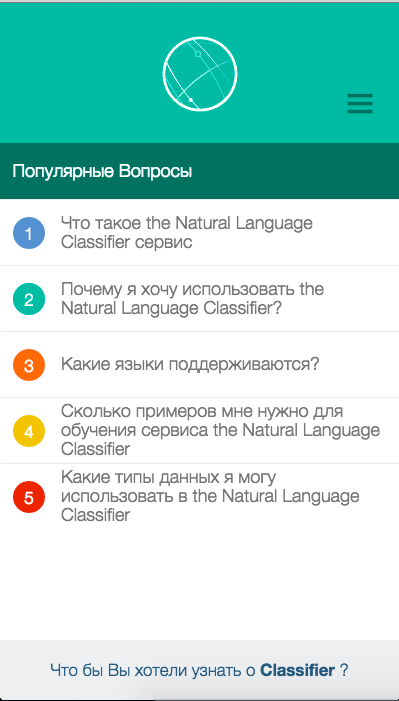 Популярные Вопросы
1
Что такое the Natural Language
Classifier сервис
2
Почему я хочу использовать the
Natural Language Classifier?
3
Какие языки поддерживаются?
4
Сколько примеров мне нужно для
обучения сервиса the Natural Language
Classifier
5
Какие типы данных я могу
использовать в the Natural Language
Classifier
Что бы Вы хотели узнать о Classifier ?